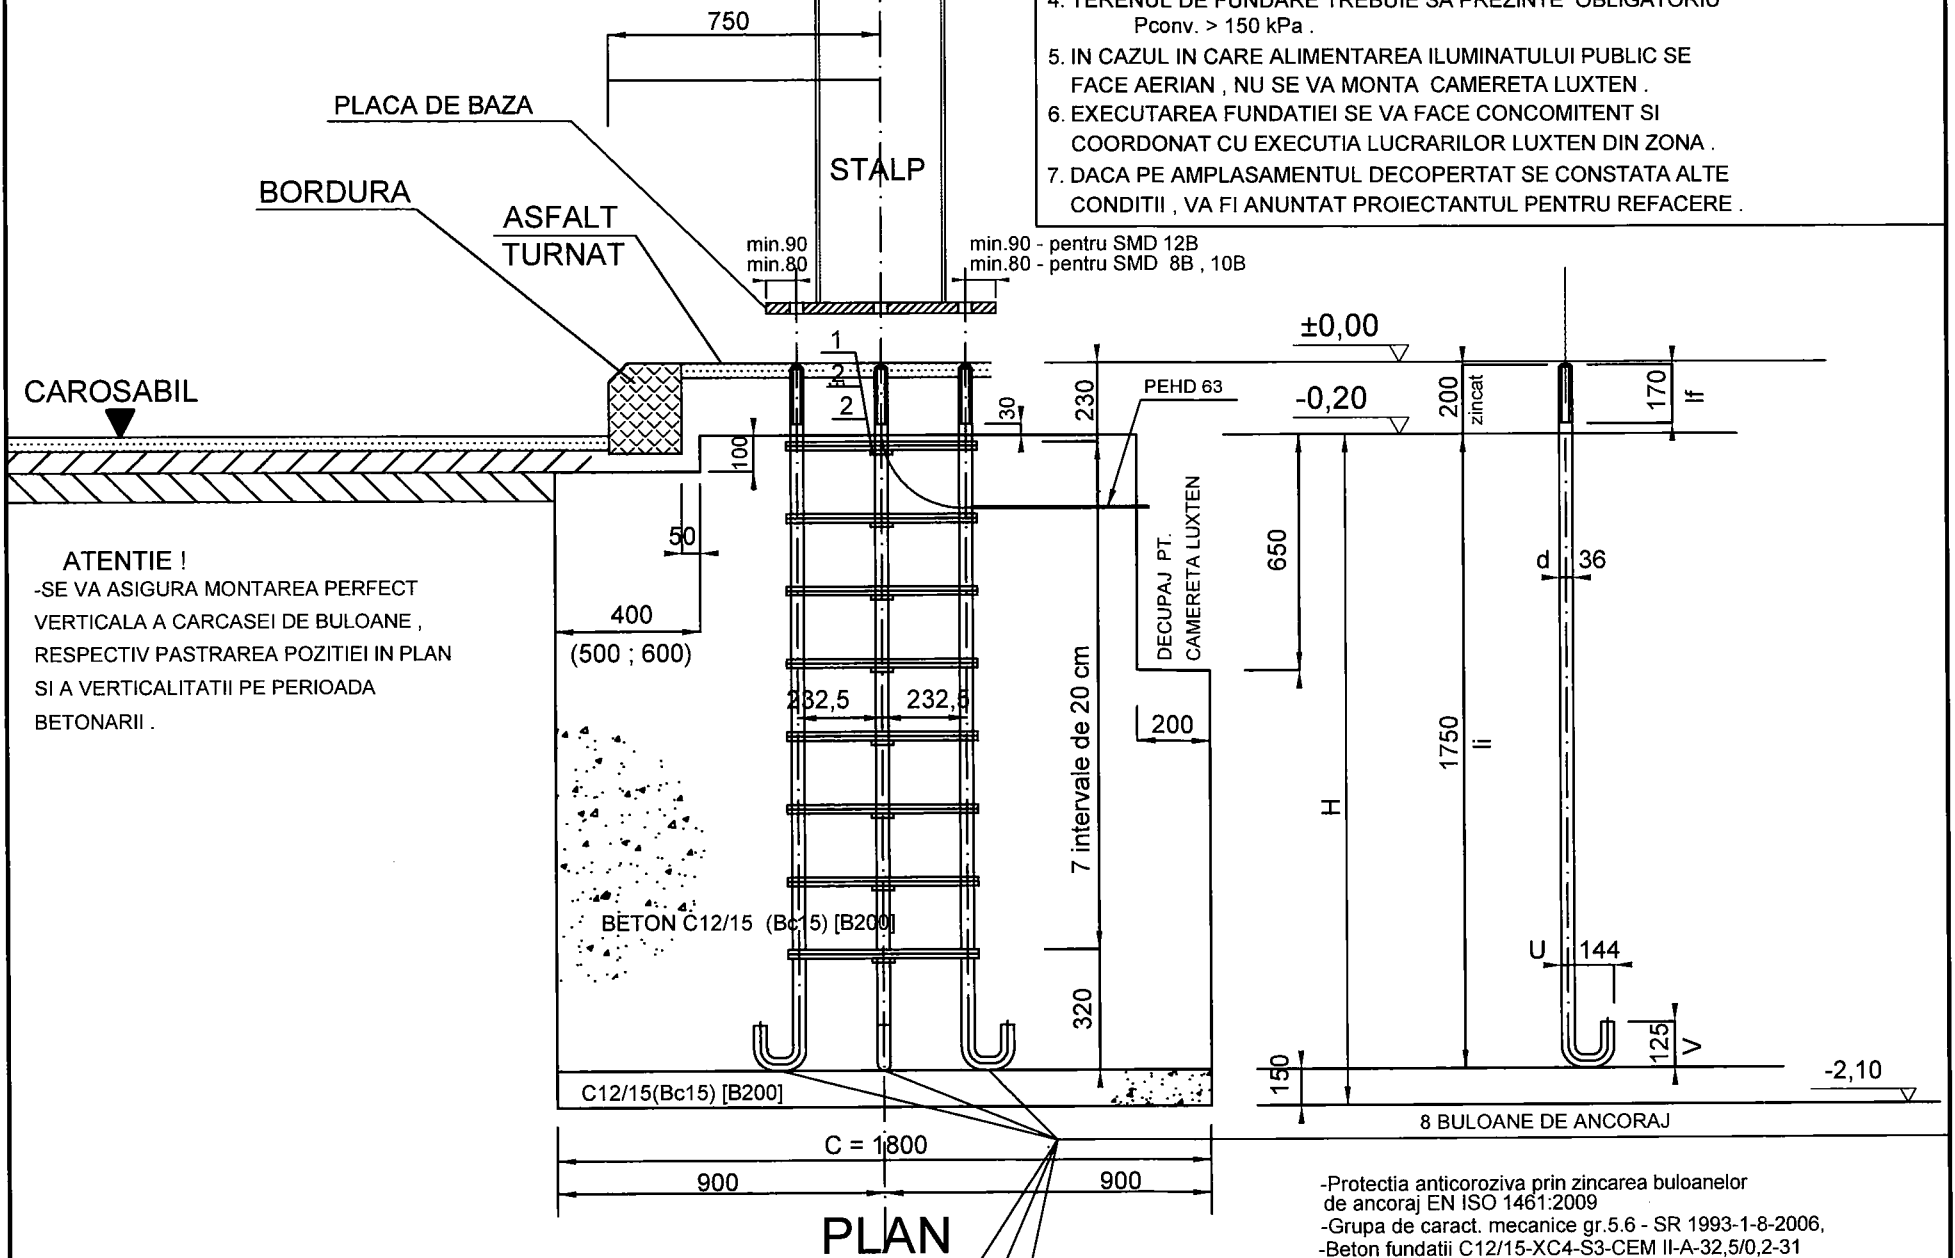 4. TERENUL DE FUNDARE TREBUIE SA PREZINTE OBLIGATORIU
Pconv. > 150 kPa .
5. IN CAZUL IN CARE ALIMENTAREA ILUMINATULUI PUBLIC SE
FACE AERIAN , NU SE VA MONTA CAMERETA LUXTEN .
6. EXECUTAREA FUNDATIEI SE VA FACE CONCOMITENT SI
COORDONAT CU EXECUTIA LUCRARILOR LUXTEN DIN ZONA .
7. DACA PE AMPLASAMENTUL DECOPERTAT SE CONSTATA ALTE
CONDITII , VA FI ANUNTAT PROIECTANTUL PENTRU REFACERE .
750
PLACA DE BAZA
STALP
BORDURA
ASFALT
TURNAT
min.90
min.80
min.90 - pentru SMD 12B
min.80 - pentru SMD 8B , 10B
±0,00
1
2
2
CAROSABIL
230
30
PEHD 63
-0,20
200
zincat
170
lf
100
50
ATENTIE !
-SE VA ASIGURA MONTAREA PERFECT
VERTICALA A CARCASEI DE BULOANE ,
RESPECTIV PASTRAREA POZITIEI IN PLAN
SI A VERTICALITATII PE PERIOADA
BETONARII .
400
(500 ; 600)
DECUPAJ PT.
CAMERETA LUXTEN
650
d 36
232,5
232,5
200
7 intervale de 20 cm
1750
li
H
BETON C12/15 (Bc15) [B200]
U 144
320
125
V
150
C12/15(Bc15) [B200]
-2,10
8 BULOANE DE ANCORAJ
C = 1800
900
900
PLAN
-Protectia anticoroziva prin zincarea buloanelor
de ancoraj EN ISO 1461:2009
-Grupa de caract. mecanice gr.5.6 - SR 1993-1-8-2006,
-Beton fundatii C12/15-XC4-S3-CEM II-A-32,5/0,2-31